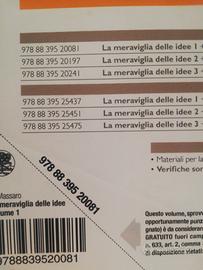 978 88 395 20081 La meraviglia delle idee 1 +
978 88 395 20197 La meraviglia delle idee 2 +
978 88 395 20241 La meraviglia delle idee 3 +
978 88 395 25437 La meraviglia delle idee 1 +
978 88 395 25451 La meraviglia delle idee 2 +
978 88 395 25475 La meraviglia delle idee 3 +
• Materiali per la
• Verifiche som
978 88 395 20081
Massaro
meraviglia delle idee
ume 1
9788839520081
Questo volume, sprovv
opportunamente punz
gnato) è da considerar
GRATUITO fuori camp
n. 633, art. 2, comma
di disposizione